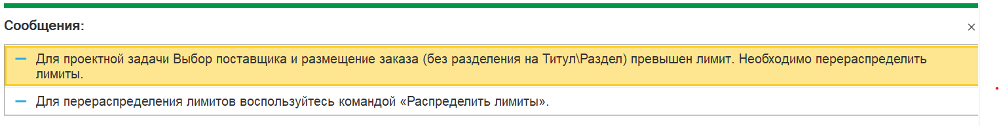 Сообщения:
Для проектной задачи Выбор поставщика и размещение заказа (без разделения на Титул\Раздел) превышен лимит. Необходимо перераспределить
лимиты.
Для перераспределения лимитов воспользуйтесь командой «Распределить лимиты».